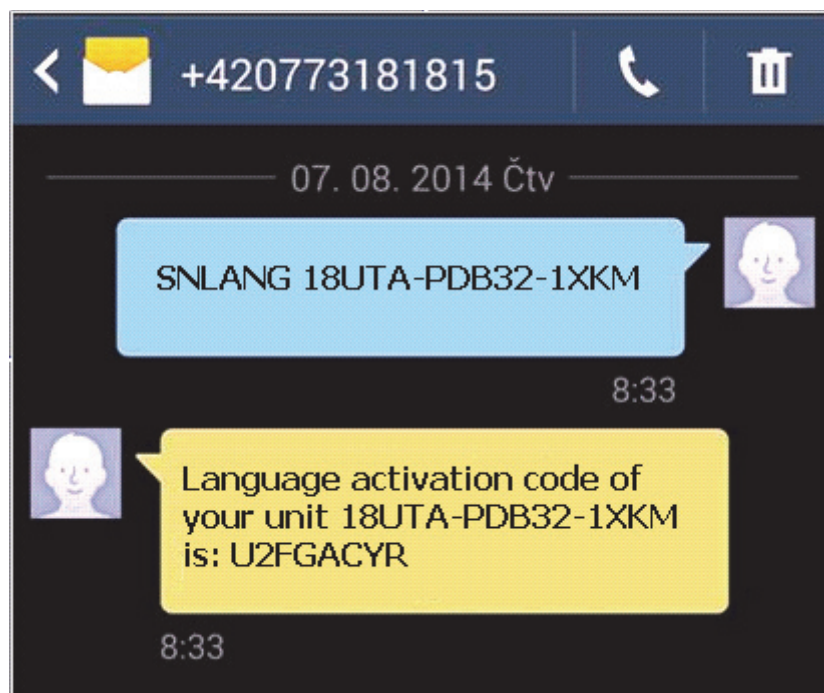 +420773181815
07. 08. 2014 Čtv
SNLANG 18UTA-PDB32-1XKM
8:33
Language activation code of
your unit 18UTA-PDB32-1XKM
is: U2FGACYR
8:33